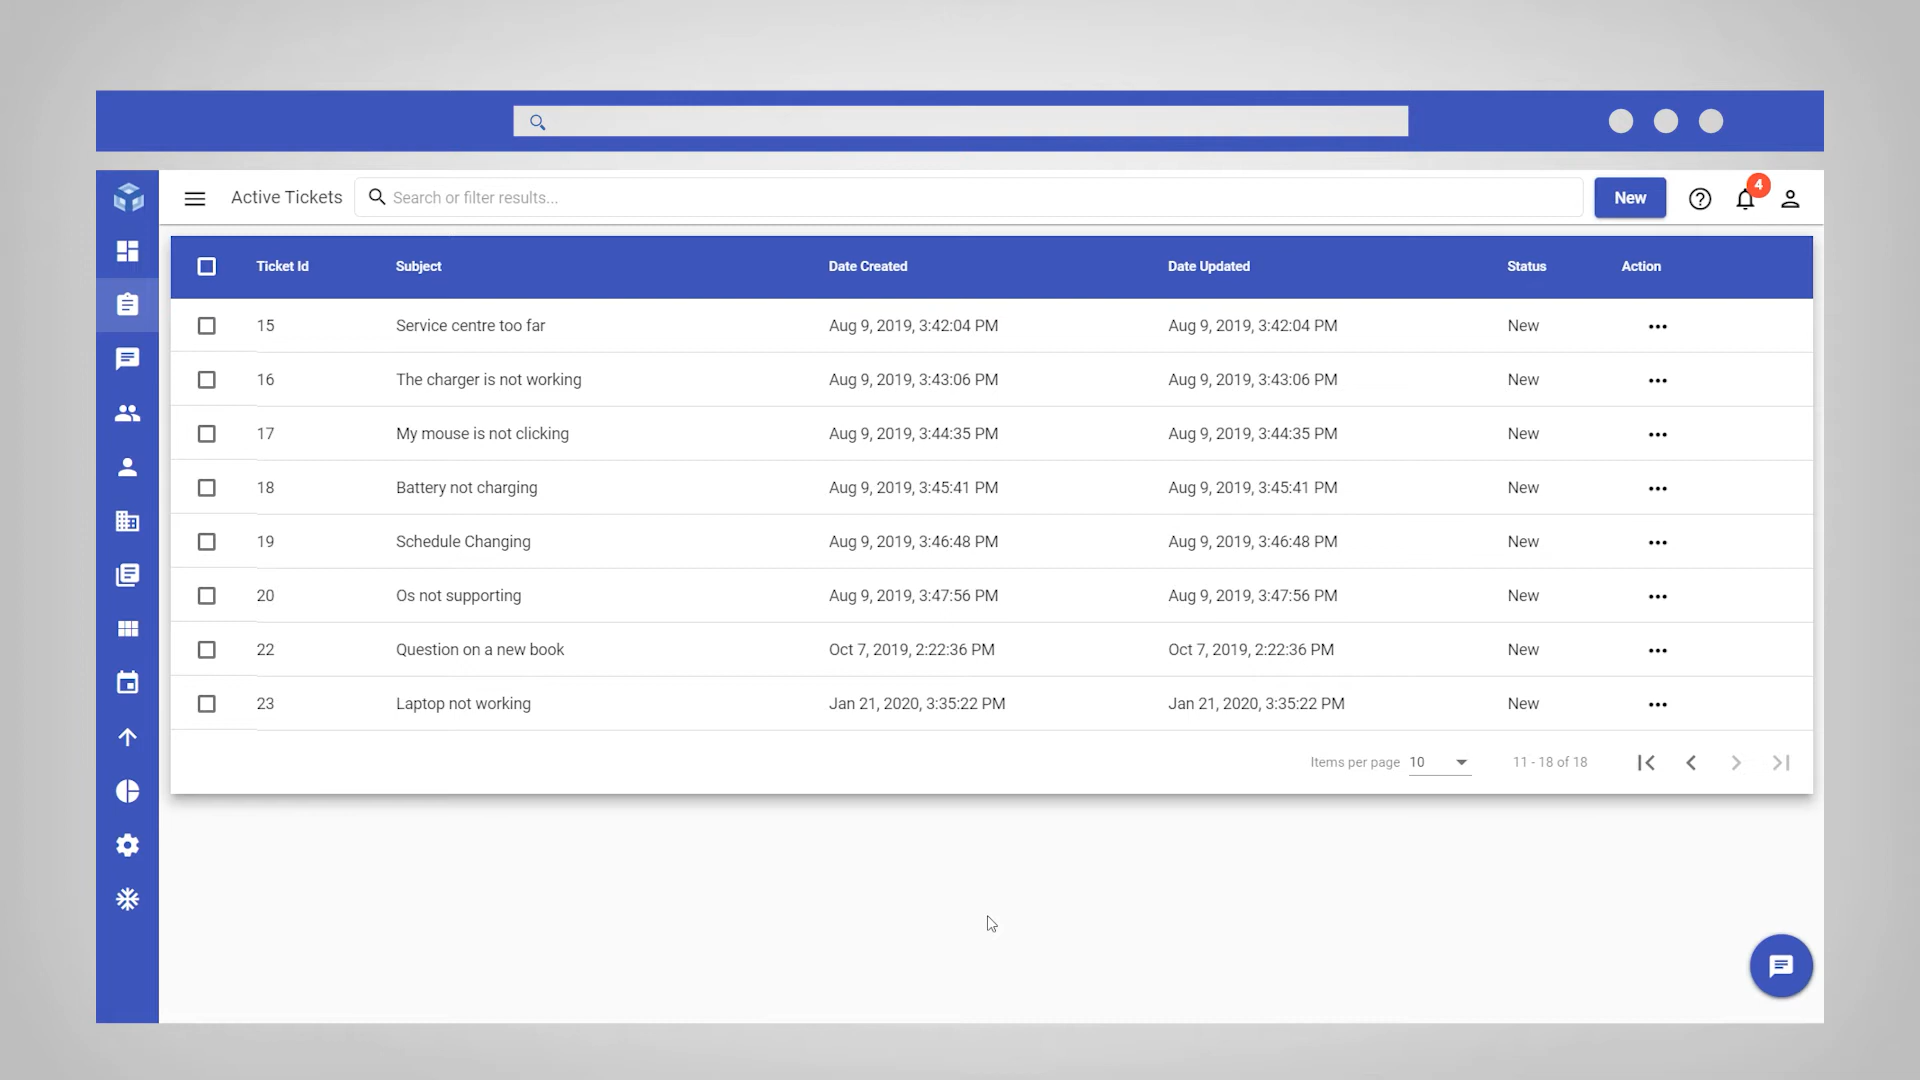 Active Tickets Search or filter results... New 4
Ticket Id Subject Date Created Date Updated Status Action
15 Service centre too far Aug 9, 2019, 3:42:04 PM Aug 9, 2019, 3:42:04 PM New
16 The charger is not working Aug 9, 2019, 3:43:06 PM Aug 9, 2019, 3:43:06 PM New
17 My mouse is not clicking Aug 9, 2019, 3:44:35 PM Aug 9, 2019, 3:44:35 PM New
18 Battery not charging Aug 9, 2019, 3:45:41 PM Aug 9, 2019, 3:45:41 PM New
19 Schedule Changing Aug 9, 2019, 3:46:48 PM Aug 9, 2019, 3:46:48 PM New
20 Os not supporting Aug 9, 2019, 3:47:56 PM Aug 9, 2019, 3:47:56 PM New
22 Question on a new book Oct 7, 2019, 2:22:36 PM Oct 7, 2019, 2:22:36 PM New
23 Laptop not working Jan 21, 2020, 3:35:22 PM Jan 21, 2020, 3:35:22 PM New
Items per page 10 11 - 18 of 18